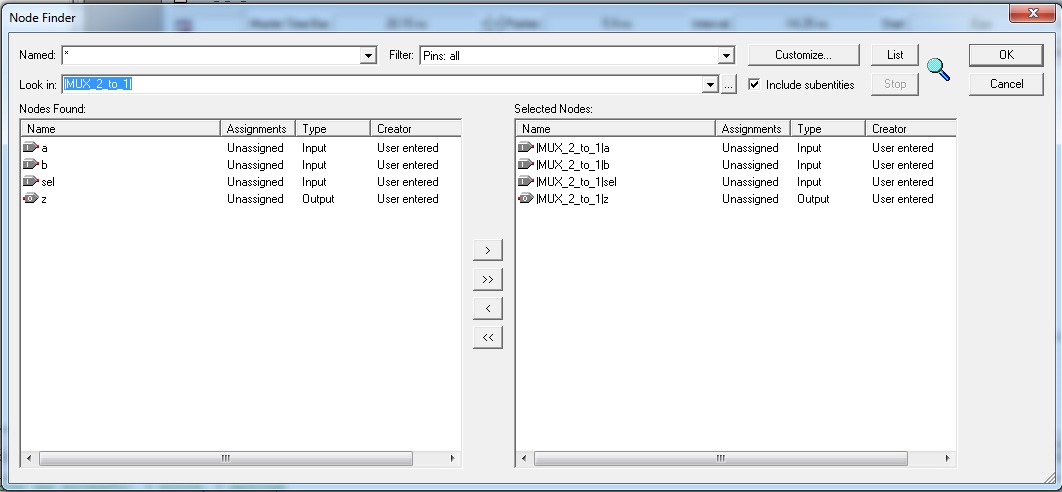 Node Finder
Named: * Filter: Pins: all Customize... List OK
Look in: |MUX_2_to_1| ... Include subentities Stop Cancel
Nodes Found: Selected Nodes:
Name Assignments Type Creator Name Assignments Type Creator
a Unassigned Input User entered |MUX_2_to_1|a Unassigned Input User entered
b Unassigned Input User entered |MUX_2_to_1|b Unassigned Input User entered
sel Unassigned Input User entered |MUX_2_to_1|sel Unassigned Input User entered
z Unassigned Output User entered |MUX_2_to_1|z Unassigned Output User entered
>
>>
<
<<